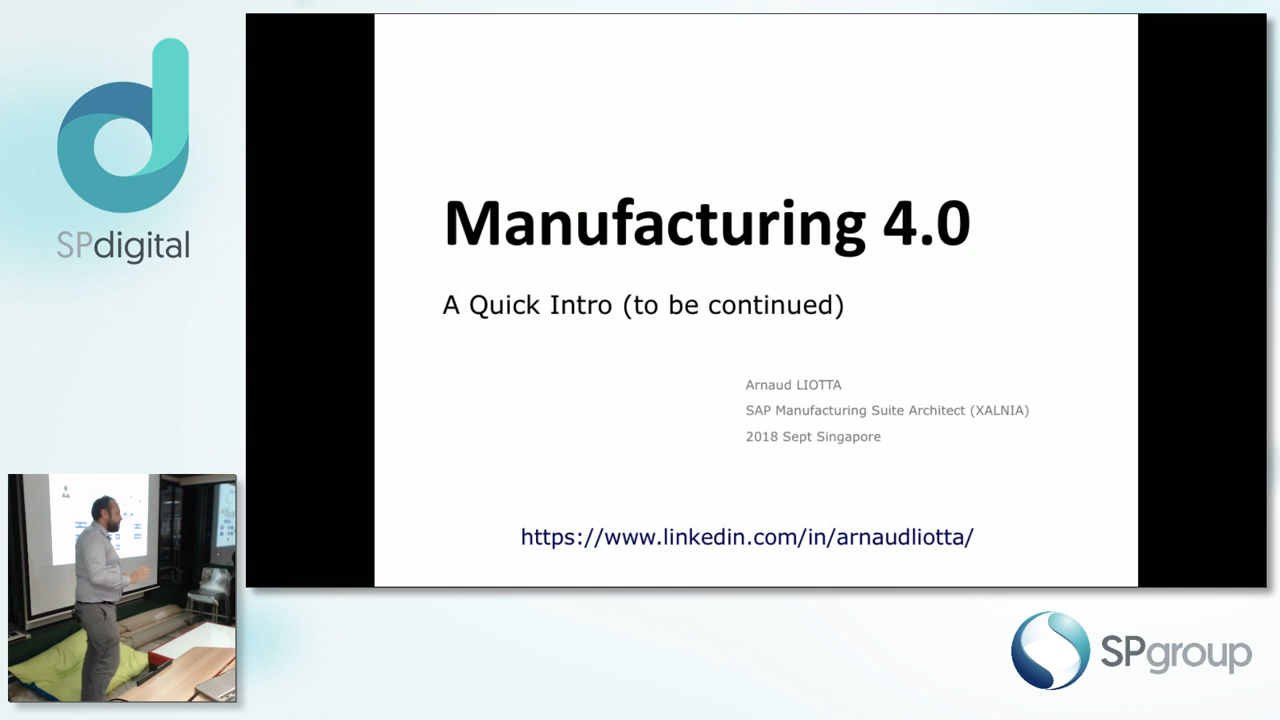 SPdigital
Manufacturing 4.0
A Quick Intro (to be continued)
Arnaud LIOTTA
SAP Manufacturing Suite Architect (XALNIA)
2018 Sept Singapore
https://www.linkedin.com/in/arnaudliotta/
SPgroup